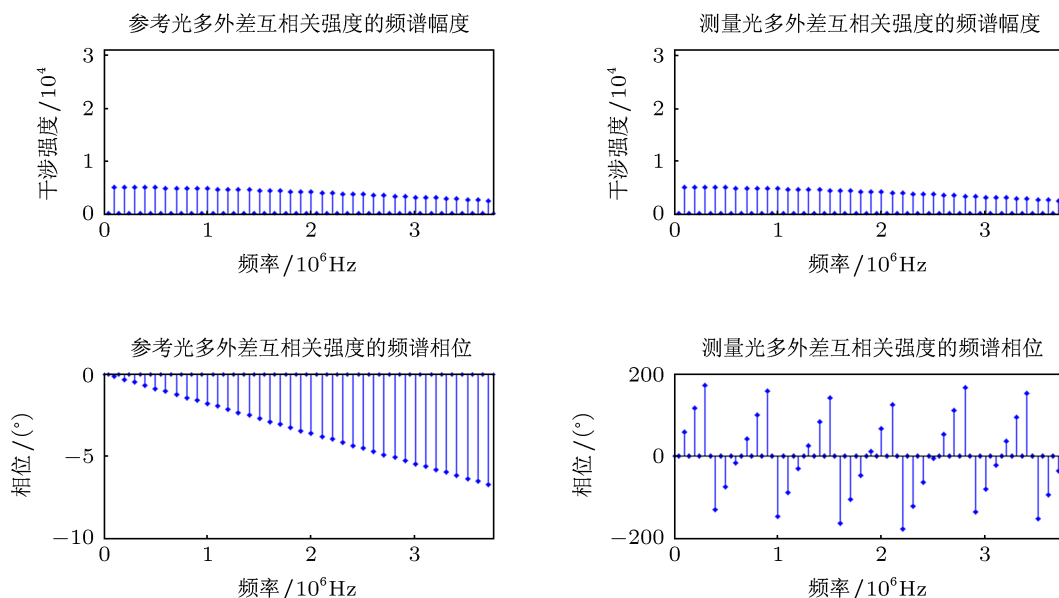 参考光多外差互相关强度的频谱幅度
3
2
1
0
干涉强度/10⁴
0 1 2 3
频率/10⁶Hz
测量光多外差互相关强度的频谱幅度
3
2
1
0
干涉强度/10⁴
0 1 2 3
频率/10⁶Hz
参考光多外差互相关强度的频谱相位
0
−5
−10
相位/(°)
0 1 2 3
频率/10⁶Hz
测量光多外差互相关强度的频谱相位
200
0
−200
相位/(°)
0 1 2 3
频率/10⁶Hz